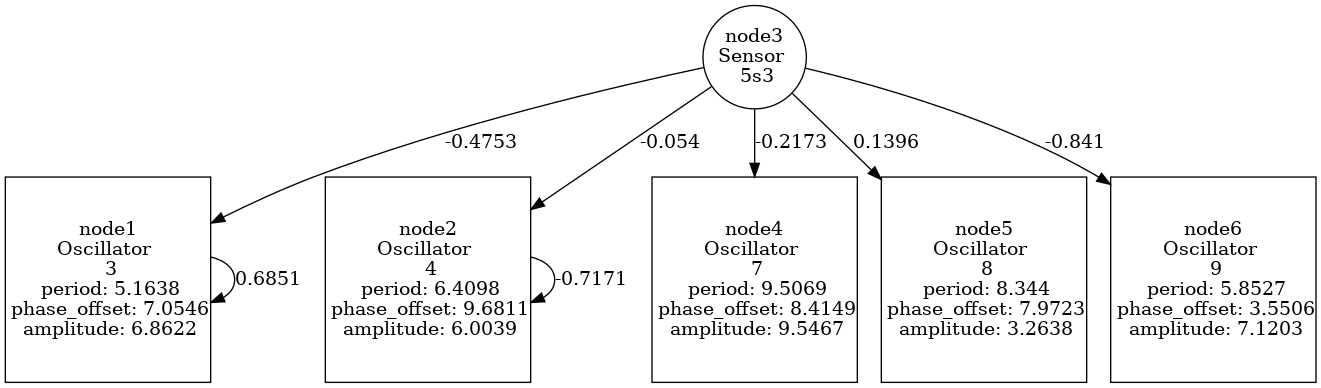 node3
Sensor
5s3
-0.4753
-0.054
-0.2173
0.1396
-0.841
node1
Oscillator
3
period: 5.1638
phase_offset: 7.0546
amplitude: 6.8622
0.6851
node2
Oscillator
4
period: 6.4098
phase_offset: 9.6811
amplitude: 6.0039
-0.7171
node4
Oscillator
7
period: 9.5069
phase_offset: 8.4149
amplitude: 9.5467
node5
Oscillator
8
period: 8.344
phase_offset: 7.9723
amplitude: 3.2638
node6
Oscillator
9
period: 5.8527
phase_offset: 3.5506
amplitude: 7.1203